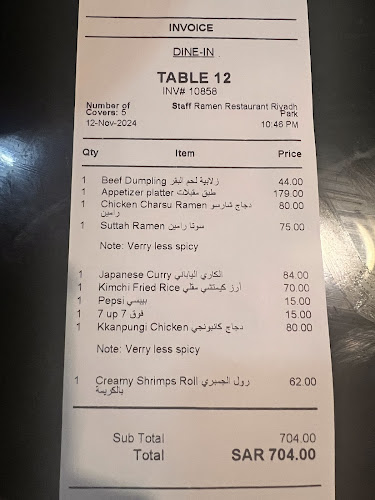 INVOICE
DINE-IN
TABLE 12
INV# 10858
Number of Covers: 5 Staff Ramen Restaurant Riyadh Park
12-Nov-2024 10:46 PM
Qty Item Price
1 Beef Dumpling زلابية لحم البقر 44.00
1 Appetizer platter طبق مقبلات 179.00
1 Chicken Charsu Ramen دجاج شارسو 80.00
رامين
1 Suttah Ramen سوتا رامين 75.00
Note: Verry less spicy
1 Japanese Curry الكاري الياباني 84.00
1 Kimchi Fried Rice أرز كيمتشي مقلي 70.00
1 Pepsi بيبسي 15.00
1 7 up 7 فوق 15.00
1 Kkanpungi Chicken دجاج كانبونجي 80.00
Note: Verry less spicy
1 Creamy Shrimps Roll رول الجمبري 62.00
بالكريمة
Sub Total 704.00
Total SAR 704.00